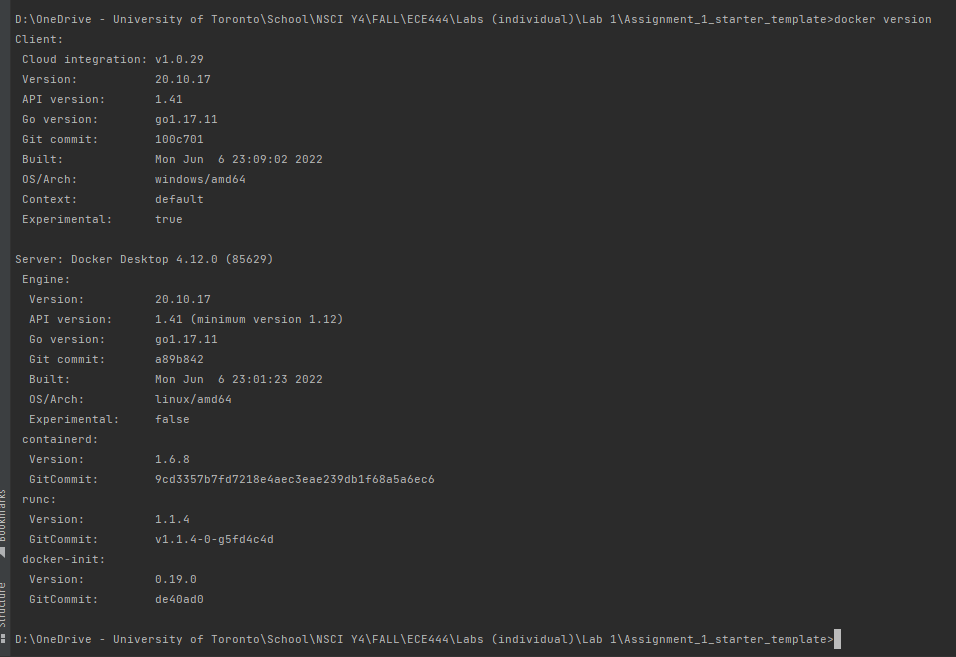 D:\OneDrive - University of Toronto\School\NSCI Y4\FALL\ECE444\Labs (individual)\Lab 1\Assignment_1_starter_template>docker version
Client:
 Cloud integration: v1.0.29
 Version:           20.10.17
 API version:       1.41
 Go version:        go1.17.11
 Git commit:        100c701
 Built:             Mon Jun  6 23:09:02 2022
 OS/Arch:           windows/amd64
 Context:           default
 Experimental:      true

Server: Docker Desktop 4.12.0 (85629)
 Engine:
  Version:          20.10.17
  API version:      1.41 (minimum version 1.12)
  Go version:       go1.17.11
  Git commit:       a89b842
  Built:            Mon Jun  6 23:01:23 2022
  OS/Arch:          linux/amd64
  Experimental:     false
 containerd:
  Version:          1.6.8
  GitCommit:        9cd3357b7fd7218e4aec3eae239db1f68a5a6ec6
 runc:
  Version:          1.1.4
  GitCommit:        v1.1.4-0-g5fd4c4d
 docker-init:
  Version:          0.19.0
  GitCommit:        de40ad0

D:\OneDrive - University of Toronto\School\NSCI Y4\FALL\ECE444\Labs (individual)\Lab 1\Assignment_1_starter_template>
Bookmarks
Structure